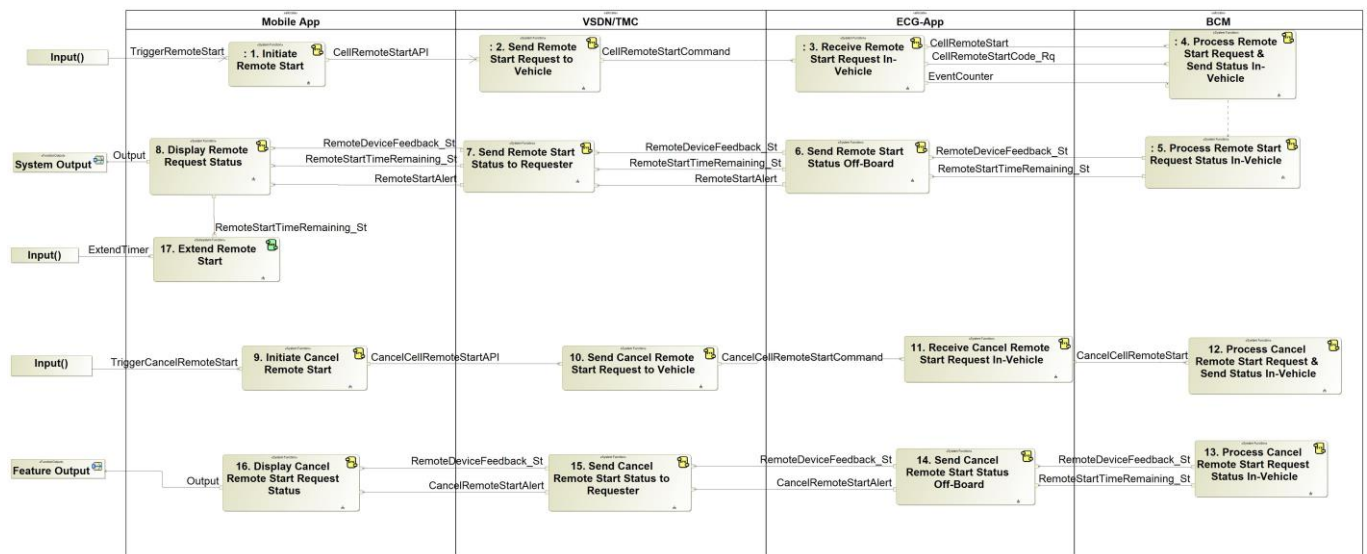 Mobile App
VSDN/TMC
ECG-App
BCM
Input()
TriggerRemoteStart
: 1. Initiate
Remote Start
CellRemoteStartAPI
: 2. Send Remote
Start Request to
Vehicle
CellRemoteStartCommand
: 3. Receive Remote
Start Request In-
Vehicle
CellRemoteStart
CellRemoteStartCode_Rq
EventCounter
: 4. Process Remote
Start Request &
Send Status In-
Vehicle
System Output
Output
8. Display Remote
Request Status
RemoteDeviceFeedback_St
RemoteStartTimeRemaining_St
RemoteStartAlert
7. Send Remote Start
Status to Requester
RemoteDeviceFeedback_St
RemoteStartTimeRemaining_St
RemoteStartAlert
6. Send Remote Start
Status Off-Board
RemoteDeviceFeedback_St
RemoteStartTimeRemaining_St
: 5. Process Remote Start
Request Status In-Vehicle
RemoteStartTimeRemaining_St
Input()
ExtendTimer
17. Extend Remote
Start
Input()
TriggerCancelRemoteStart
9. Initiate Cancel
Remote Start
CancelCellRemoteStartAPI
10. Send Cancel Remote
Start Request to Vehicle
CancelCellRemoteStartCommand
11. Receive Cancel Remote
Start Request In-Vehicle
CancelCellRemoteStart
12. Process Cancel
Remote Start Request &
Send Status In-Vehicle
Feature Output
Output
16. Display Cancel
Remote Start Request
Status
RemoteDeviceFeedback_St
CancelRemoteStartAlert
15. Send Cancel
Remote Start Status to
Requester
RemoteDeviceFeedback_St
CancelRemoteStartAlert
14. Send Cancel
Remote Start Status
Off-Board
RemoteDeviceFeedback_St
RemoteStartTimeRemaining_St
13. Process Cancel
Remote Start Request
Status In-Vehicle